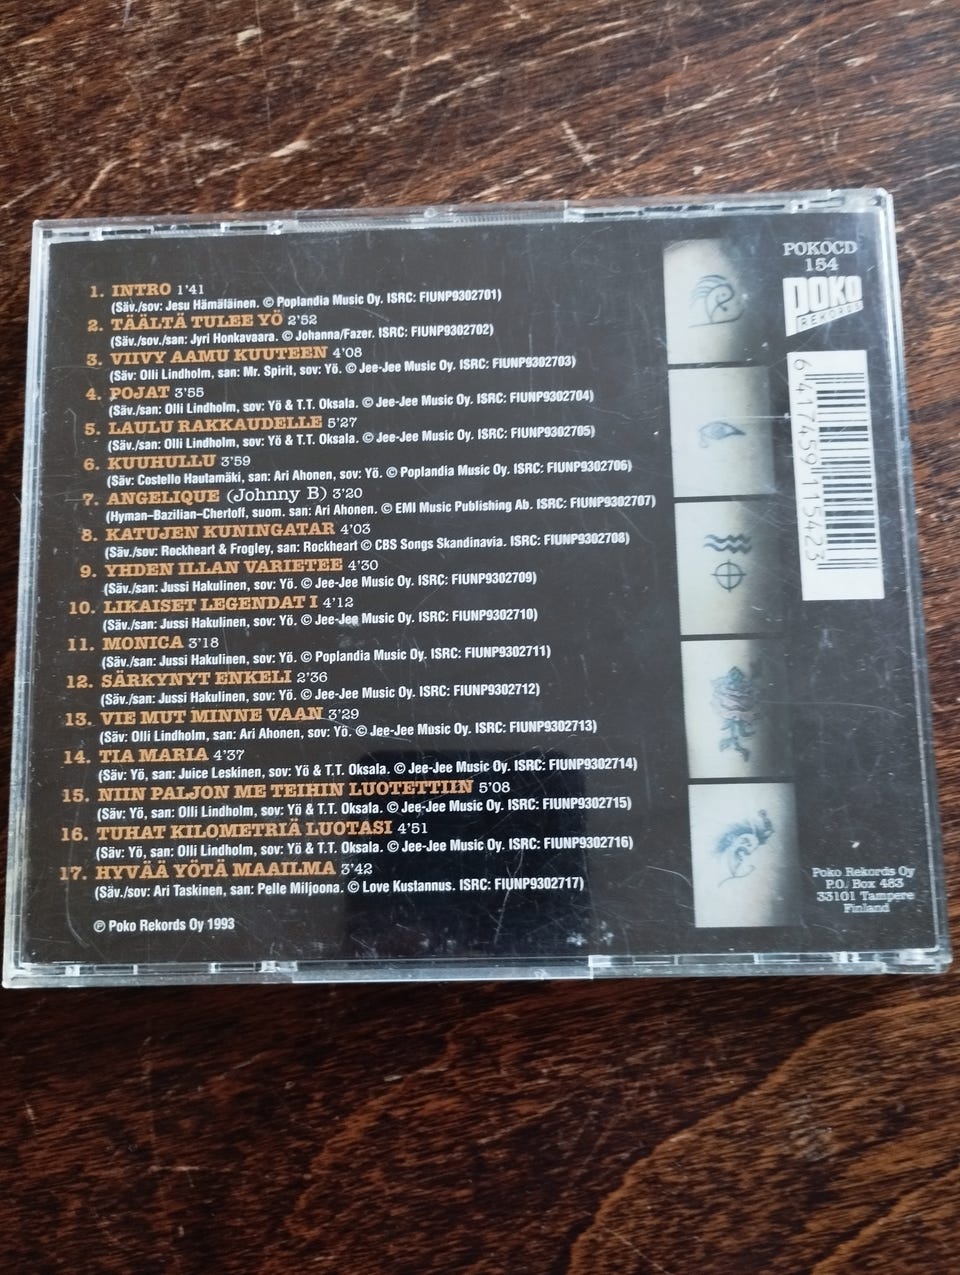 1. INTRO 1'41
(Säv./sov: Jesu Hämäläinen. © Poplandia Music Oy. ISRC: FIUNP9302701)
2. TÄÄLTÄ TULEE YÖ 2'52
(Säv./sov./san: Jyri Honkavaara. © Johanna/Fazer. ISRC: FIUNP9302702)
3. VIIVY AAMU KUUTEEN 4'08
(Säv: Olli Lindholm, san: Mr. Spirit, sov: Yö. © Jee-Jee Music Oy. ISRC: FIUNP9302703)
4. POJAT 3'55
(Säv./san: Olli Lindholm, sov: Yö & T.T. Oksala. © Jee-Jee Music Oy. ISRC: FIUNP9302704)
5. LAULU RAKKAUDELLE 5'27
(Säv./san: Olli Lindholm, sov: Yö & T.T. Oksala. © Jee-Jee Music Oy. ISRC: FIUNP9302705)
6. KUUHULLU 3'59
(Säv: Costello Hautamäki, san: Ari Ahonen, sov: Yö. © Poplandia Music Oy. ISRC: FIUNP9302706)
7. ANGELIQUE (Johnny B) 3'20
(Hyman–Bazilian–Chertoff, suom. san: Ari Ahonen. © EMI Music Publishing Ab. ISRC: FIUNP9302707)
8. KATUJEN KUNINGATAR 4'03
(Säv./sov: Rockheart & Frogley, san: Rockheart © CBS Songs Skandinavia. ISRC: FIUNP9302708)
9. YHDEN ILLAN VARIETEE 4'30
(Säv./san: Jussi Hakulinen, sov: Yö. © Jee-Jee Music Oy. ISRC: FIUNP9302709)
10. LIKAISET LEGENDAT I 4'12
(Säv./san: Jussi Hakulinen, sov: Yö. © Jee-Jee Music Oy. ISRC: FIUNP9302710)
11. MONICA 3'18
(Säv./san: Jussi Hakulinen, sov: Yö. © Poplandia Music Oy. ISRC: FIUNP9302711)
12. SÄRKYNYT ENKELI 2'36
(Säv./san: Jussi Hakulinen, sov: Yö. © Jee-Jee Music Oy. ISRC: FIUNP9302712)
13. VIE MUT MINNE VAAN 3'29
(Säv: Olli Lindholm, san: Ari Ahonen, sov: Yö. © Jee-Jee Music Oy. ISRC: FIUNP9302713)
14. TIA MARIA 4'37
(Säv: Yö, san: Juice Leskinen, sov: Yö & T.T. Oksala. © Jee-Jee Music Oy. ISRC: FIUNP9302714)
15. NIIN PALJON ME TEIHIN LUOTETTIIN 5'08
(Säv: Yö, san: Olli Lindholm, sov: Yö & T.T. Oksala. © Jee-Jee Music Oy. ISRC: FIUNP9302715)
16. TUHAT KILOMETRIÄ LUOTASI 4'51
(Säv: Yö, san: Olli Lindholm, sov: Yö & T.T. Oksala. © Jee-Jee Music Oy. ISRC: FIUNP9302716)
17. HYVÄÄ YÖTÄ MAAILMA 3'42
(Säv./sov: Ari Taskinen, san: Pelle Miljoona. © Love Kustannus. ISRC: FIUNP9302717)
℗ Poko Rekords Oy 1993
POKOCD
154
POKO
REKORDS
6 417459 115423
Poko Rekords Oy
P.O. Box 483
33101 Tampere
Finland